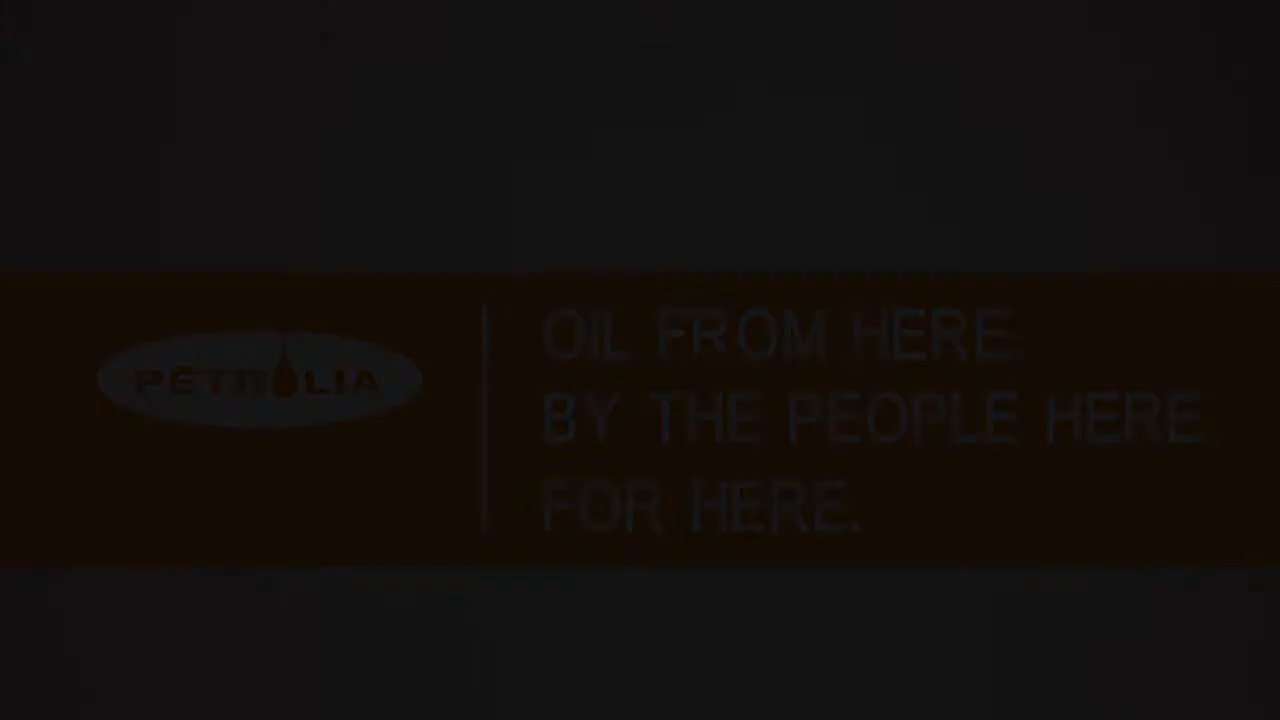 PETROLIA
OIL FROM HERE.
BY THE PEOPLE HERE.
FOR HERE.